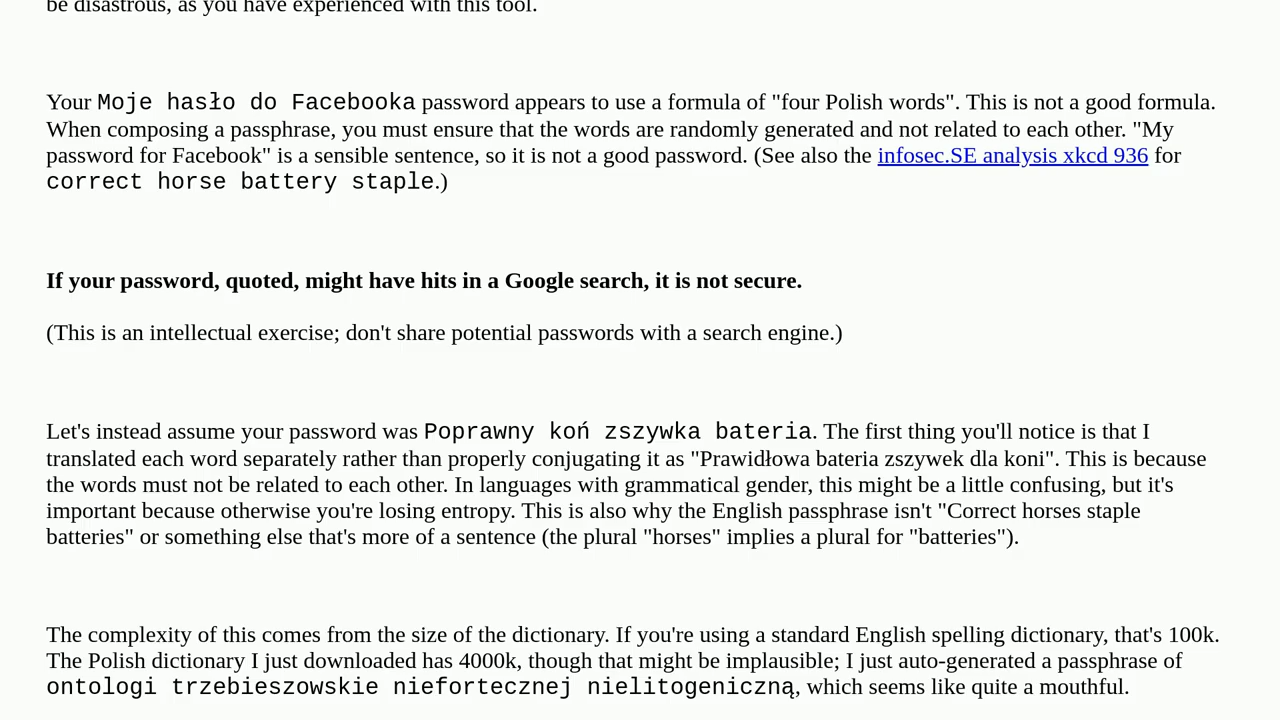 be disastrous, as you have experienced with this tool.
Your Moje hasło do Facebooka password appears to use a formula of "four Polish words". This is not a good formula.
When composing a passphrase, you must ensure that the words are randomly generated and not related to each other. "My
password for Facebook" is a sensible sentence, so it is not a good password. (See also the infosec.SE analysis xkcd 936 for
correct horse battery staple.)
If your password, quoted, might have hits in a Google search, it is not secure.
(This is an intellectual exercise; don't share potential passwords with a search engine.)
Let's instead assume your password was Poprawny koń zszywka bateria. The first thing you'll notice is that I
translated each word separately rather than properly conjugating it as "Prawidłowa bateria zszywek dla koni". This is because
the words must not be related to each other. In languages with grammatical gender, this might be a little confusing, but it's
important because otherwise you're losing entropy. This is also why the English passphrase isn't "Correct horses staple
batteries" or something else that's more of a sentence (the plural "horses" implies a plural for "batteries").
The complexity of this comes from the size of the dictionary. If you're using a standard English spelling dictionary, that's 100k.
The Polish dictionary I just downloaded has 4000k, though that might be implausible; I just auto-generated a passphrase of
ontologi trzebieszowskie niefortecznej nielitogeniczną, which seems like quite a mouthful.